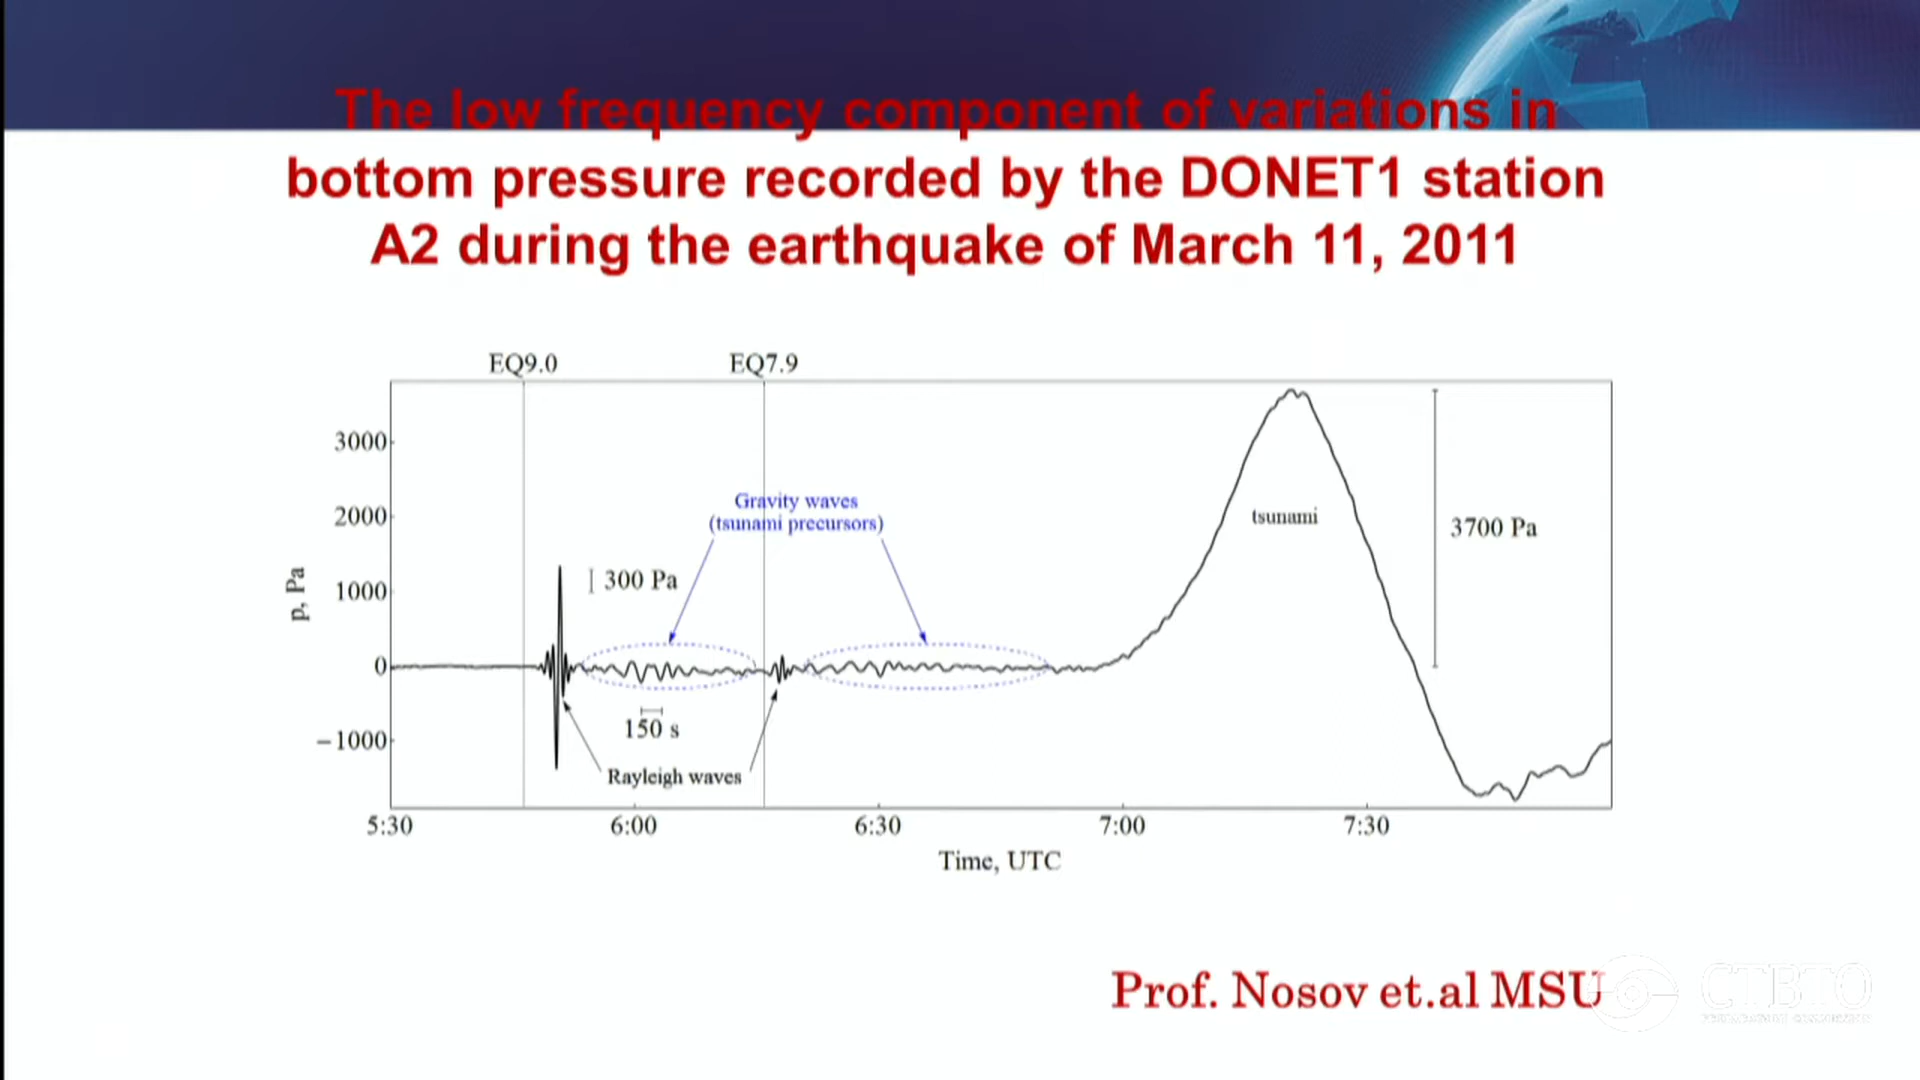 The low frequency component of variations in
bottom pressure recorded by the DONET1 station
A2 during the earthquake of March 11, 2011
EQ9.0
EQ7.9
3000
2000
1000
0
−1000
p, Pa
300 Pa
Gravity waves
(tsunami precursors)
150 s
Rayleigh waves
tsunami
3700 Pa
5:30
6:00
6:30
7:00
7:30
Time, UTC
Prof. Nosov et.al MSU
CTBTO
PREPARATORY COMMISSION